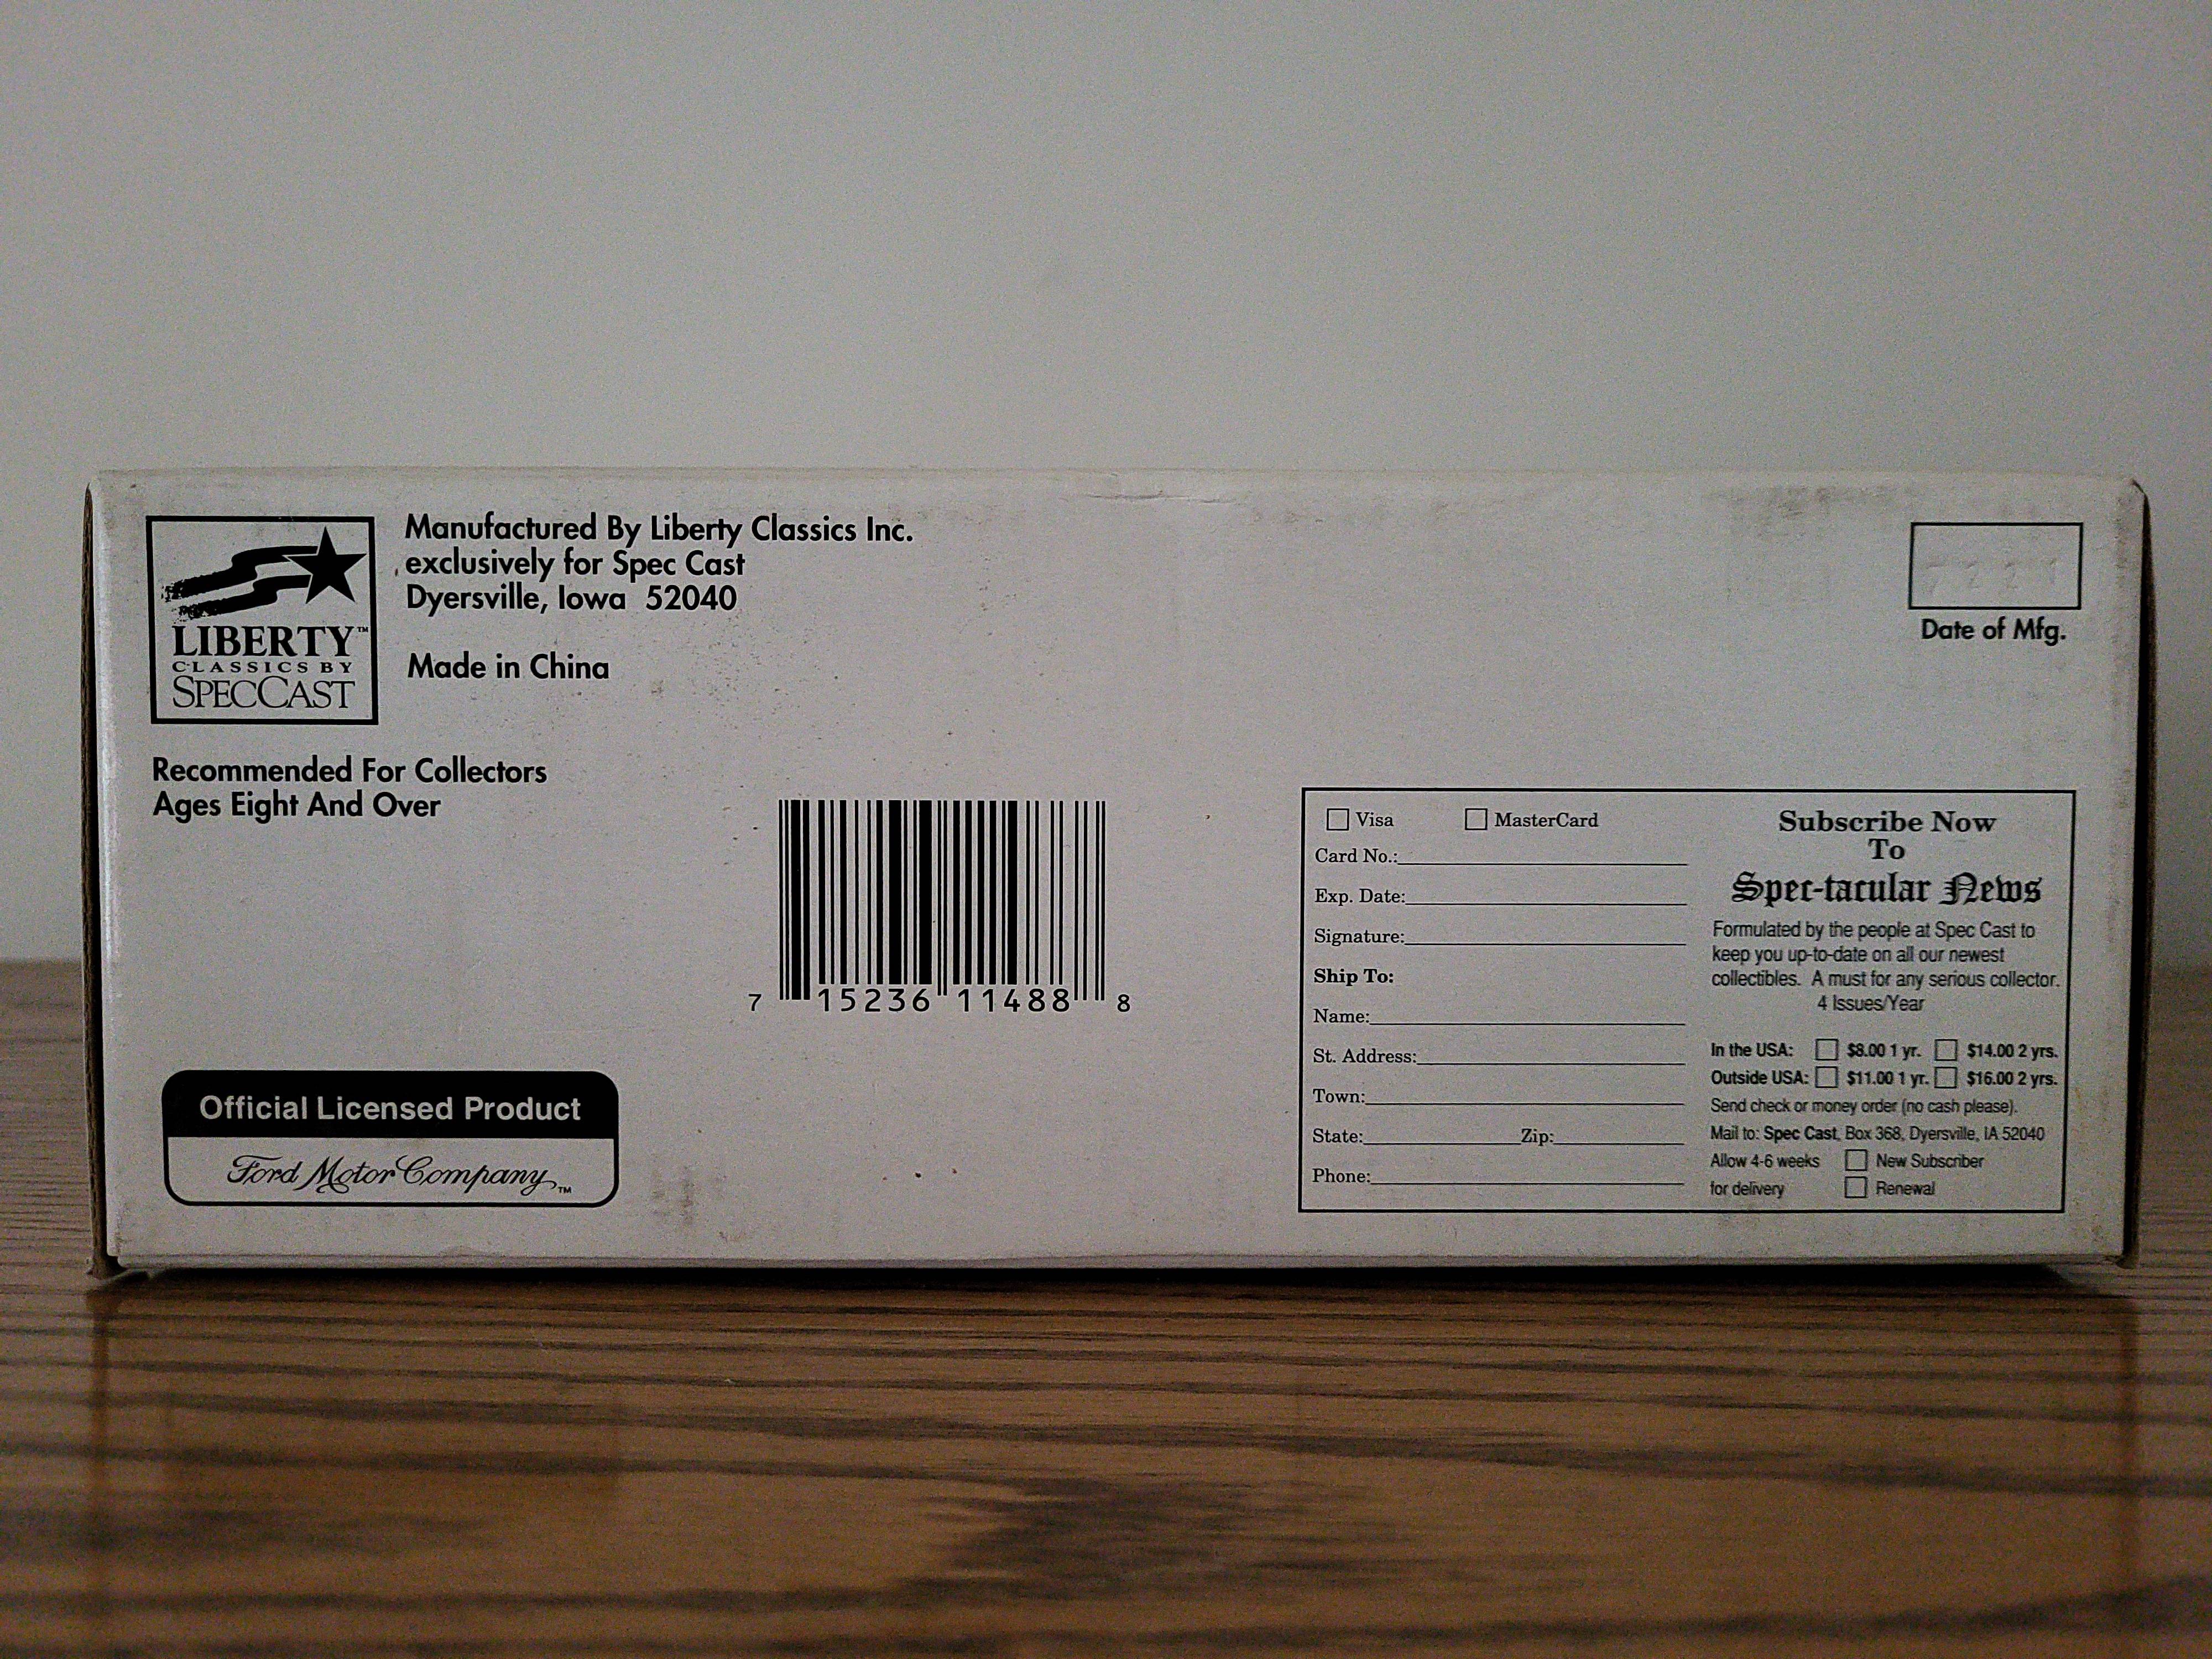 LIBERTY™
CLASSICS BY
SPECCAST
Manufactured By Liberty Classics Inc.
exclusively for Spec Cast
Dyersville, Iowa 52040
Made in China
Date of Mfg.
Recommended For Collectors
Ages Eight And Over
7 15236 11488 8
Official Licensed Product
Ford Motor Company™
Visa MasterCard
Card No.:
Exp. Date:
Signature:
Ship To:
Name:
St. Address:
Town:
State: Zip:
Phone:
Subscribe Now
To
Spec-tacular News
Formulated by the people at Spec Cast to
keep you up-to-date on all our newest
collectibles. A must for any serious collector.
4 Issues/Year
In the USA: $8.00 1 yr. $14.00 2 yrs.
Outside USA: $11.00 1 yr. $16.00 2 yrs.
Send check or money order (no cash please).
Mail to: Spec Cast, Box 368, Dyersville, IA 52040
Allow 4-6 weeks New Subscriber
for delivery Renewal